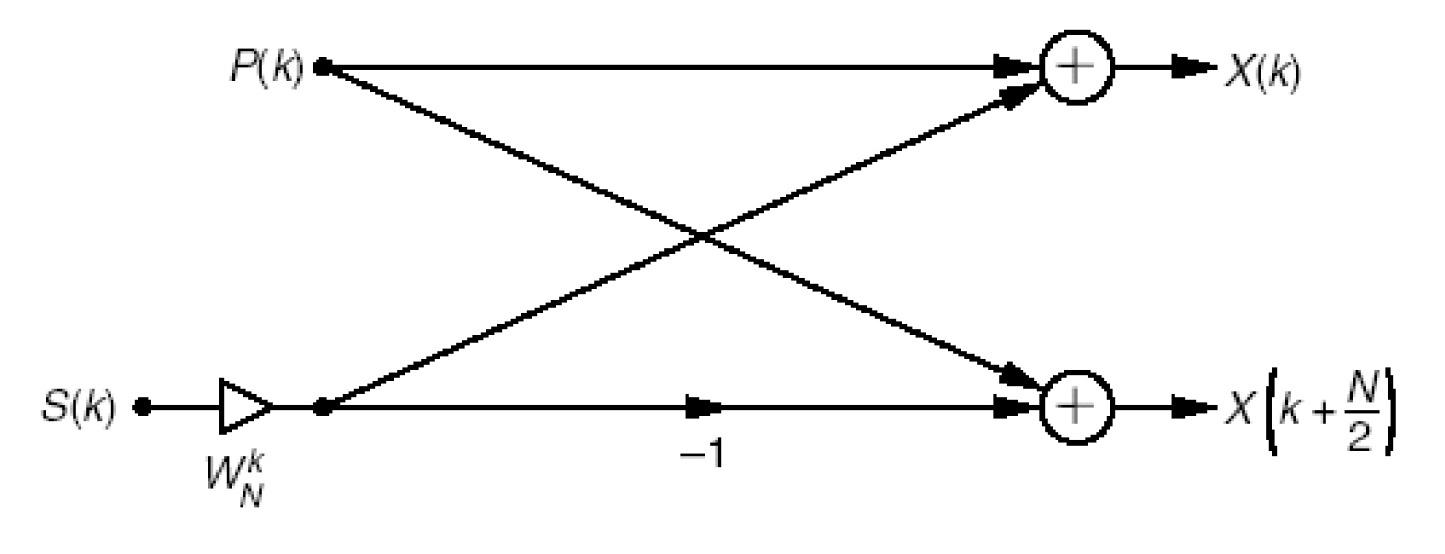 P(k)
+
X(k)
S(k)
W_N^k
−1
+
X(k + N/2)